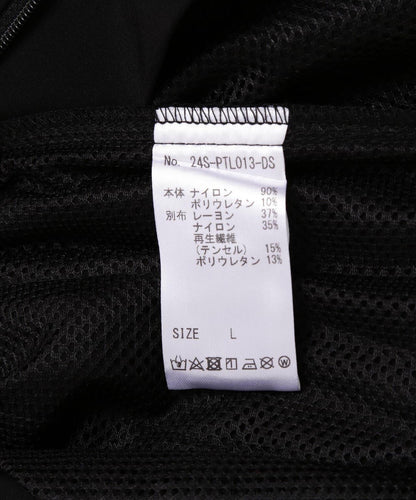 No. 24S-PTL013-DS
本体 ナイロン 90%
ポリウレタン 10%
別布 レーヨン 37%
ナイロン 35%
再生繊維
(テンセル) 15%
ポリウレタン 13%
SIZE L